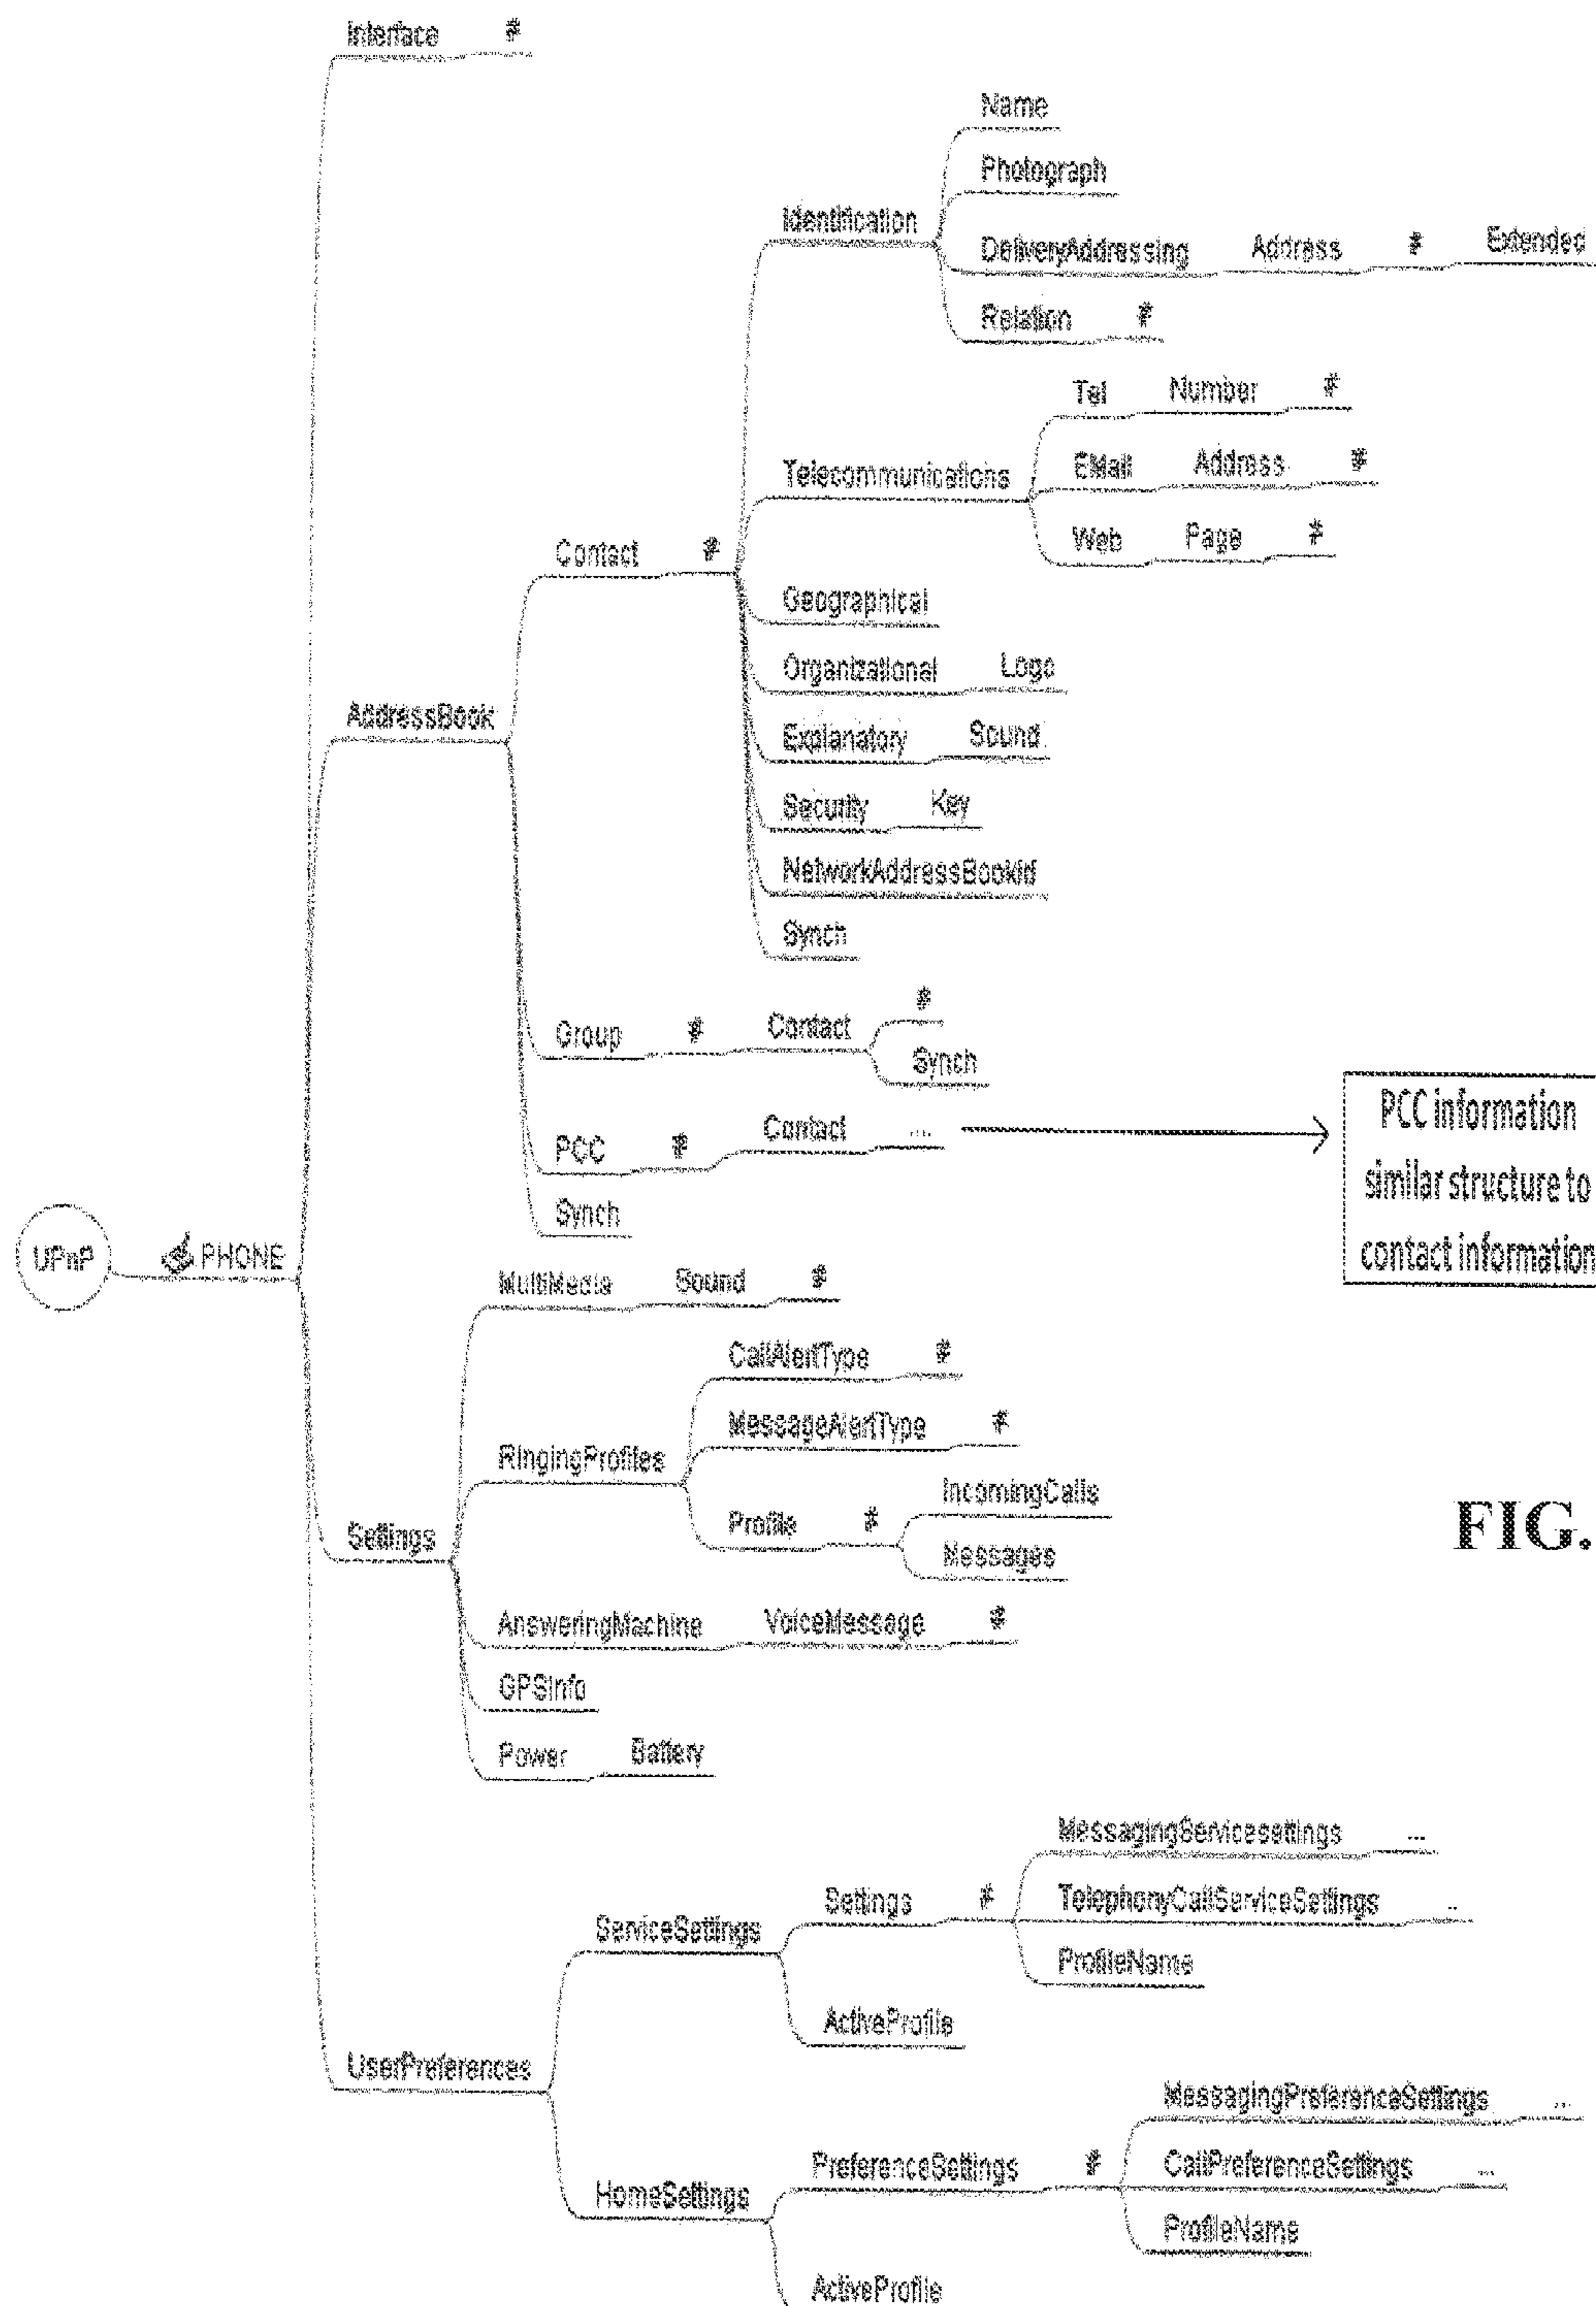 Interface #
Name
Photograph
Identification
DeliveryAddressing Address # Extended
Relation #
Tel Number #
Telecommunications
EMail Address #
Web Page #
Contact #
Geographical
Organizational Logo
AddressBook
Explanatory Sound
Security Key
NetworkAddressBookId
Synch
#
Group # Contact
Synch
PCC # Contact ...
PCC information
similar structure to
contact information
Synch
UPnP PHONE
MultiMedia Sound #
CallAlertType #
MessageAlertType #
RingingProfiles
IncomingCalls
Profile #
Messages
FIG.
Settings
AnsweringMachine VoiceMessage #
GPSInfo
Power Battery
MessagingServicesettings ...
Settings #
TelephonyCallServiceSettings ..
ServiceSettings
ProfileName
ActiveProfile
UserPreferences
MessagingPreferenceSettings ...
PreferenceSettings #
CallPreferenceSettings ...
HomeSettings
ProfileName
ActiveProfile